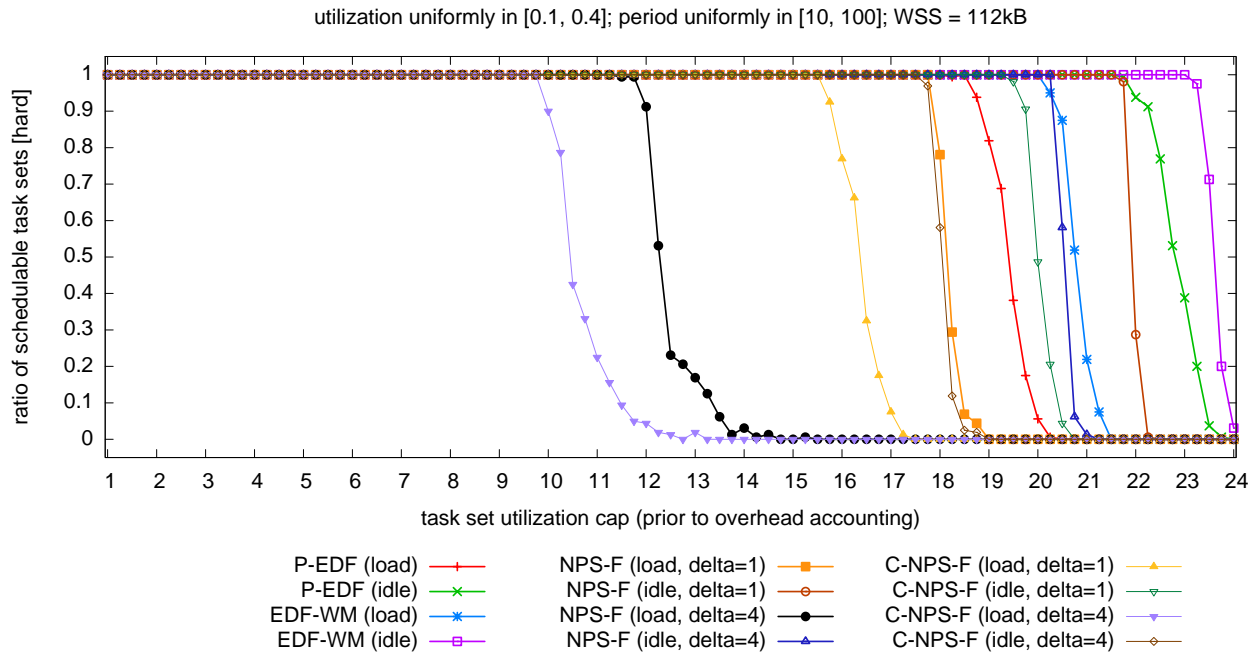 utilization uniformly in [0.1, 0.4]; period uniformly in [10, 100]; WSS = 112kB
ratio of schedulable task sets [hard]
1
0.9
0.8
0.7
0.6
0.5
0.4
0.3
0.2
0.1
0
1 2 3 4 5 6 7 8 9 10 11 12 13 14 15 16 17 18 19 20 21 22 23 24
task set utilization cap (prior to overhead accounting)
P-EDF (load) NPS-F (load, delta=1) C-NPS-F (load, delta=1)
P-EDF (idle) NPS-F (idle, delta=1) C-NPS-F (idle, delta=1)
EDF-WM (load) NPS-F (load, delta=4) C-NPS-F (load, delta=4)
EDF-WM (idle) NPS-F (idle, delta=4) C-NPS-F (idle, delta=4)